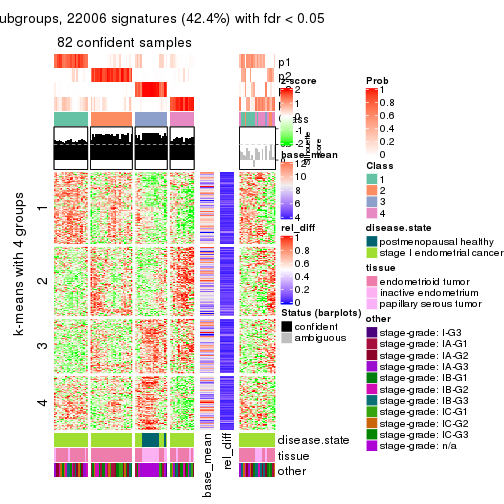 ubgroups, 22006 signatures (42.4%) with fdr < 0.05
82 confident samples
p1
p2
k-means with 4 groups
1
2
3
4
z-score
2
1
-1
-2
base_mean
12
10
8
6
4
rel_diff
1
0.8
0.6
0.4
0.2
0
Status (barplots)
confident
ambiguous
silhouette
score
Prob
1
0.8
0.6
0.4
0.2
0
Class
1
2
3
4
disease.state
postmenopausal healthy
stage I endometrial cancer
tissue
endometrioid tumor
inactive endometrium
papillary serous tumor
other
stage-grade: I-G3
stage-grade: IA-G1
stage-grade: IA-G2
stage-grade: IA-G3
stage-grade: IB-G1
stage-grade: IB-G2
stage-grade: IB-G3
stage-grade: IC-G1
stage-grade: IC-G2
stage-grade: IC-G3
stage-grade: n/a
disease.state
tissue
other
base_mean
rel_diff